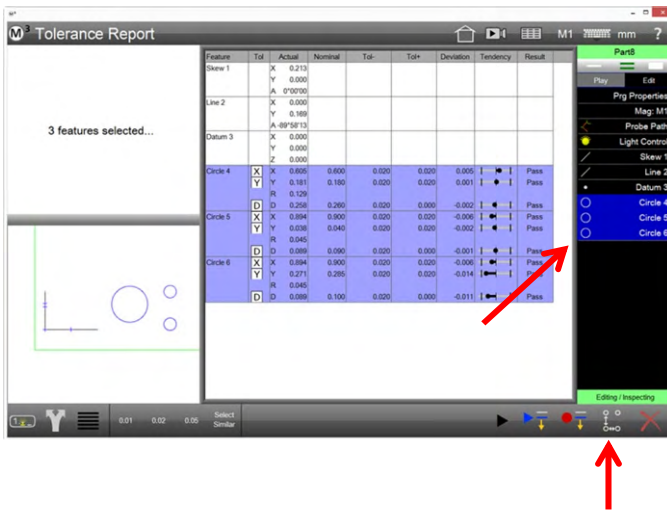 M³
M³ Tolerance Report
M1 mm ?
3 features selected...
Feature Tol Actual Nominal Tol- Tol+ Deviation Tendency Result
Skew 1 X 0.213
Y 0.000
A 0°00'00
Line 2 X 0.000
Y 0.169
A -89°58'13
Datum 3 X 0.000
Y 0.000
Z 0.000
Circle 4 X X 0.605 0.600 0.020 0.020 0.005 Pass
Y Y 0.181 0.180 0.020 0.020 0.001 Pass
R 0.129
D D 0.258 0.260 0.020 0.000 -0.002 Pass
Circle 5 X X 0.894 0.900 0.020 0.020 -0.006 Pass
Y Y 0.038 0.040 0.020 0.020 -0.002 Pass
R 0.045
D D 0.089 0.090 0.020 0.000 -0.001 Pass
Circle 6 X X 0.894 0.900 0.020 0.020 -0.006 Pass
Y Y 0.271 0.285 0.020 0.020 -0.014 Pass
R 0.045
D D 0.089 0.100 0.020 0.000 -0.011 Pass
Part8
Play Edit
Prg Properties
Mag: M1
Probe Path
Light Control
Skew 1
Line 2
Datum 3
Circle 4
Circle 5
Circle 6
Editing / Inspecting
0.01 0.02 0.05 Select
Similar